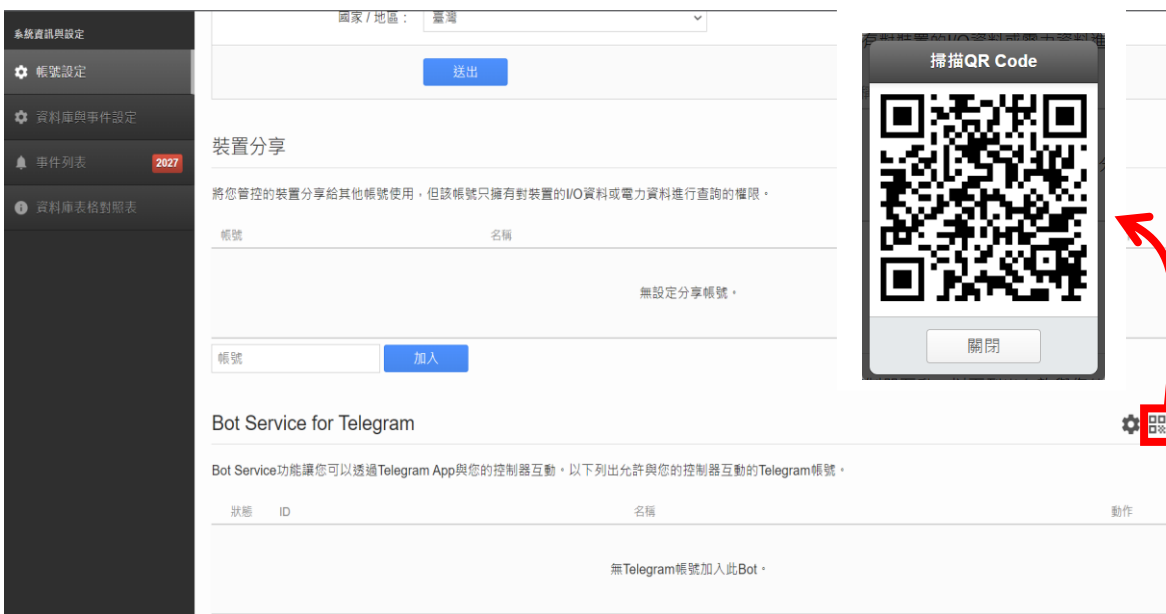 系統資訊與設定
帳號設定
資料庫與事件設定
事件列表 2027
資料庫表格對照表
國家 / 地區： 臺灣
送出
裝置分享
將您管控的裝置分享給其他帳號使用，但該帳號只擁有對裝置的I/O資料或電力資料進行查詢的權限。
帳號 名稱
無設定分享帳號。
帳號 加入
掃描QR Code
關閉
Bot Service for Telegram
Bot Service功能讓您可以透過Telegram App與您的控制器互動。以下列出允許與您的控制器互動的Telegram帳號。
狀態 ID 名稱 動作
無Telegram帳號加入此Bot。